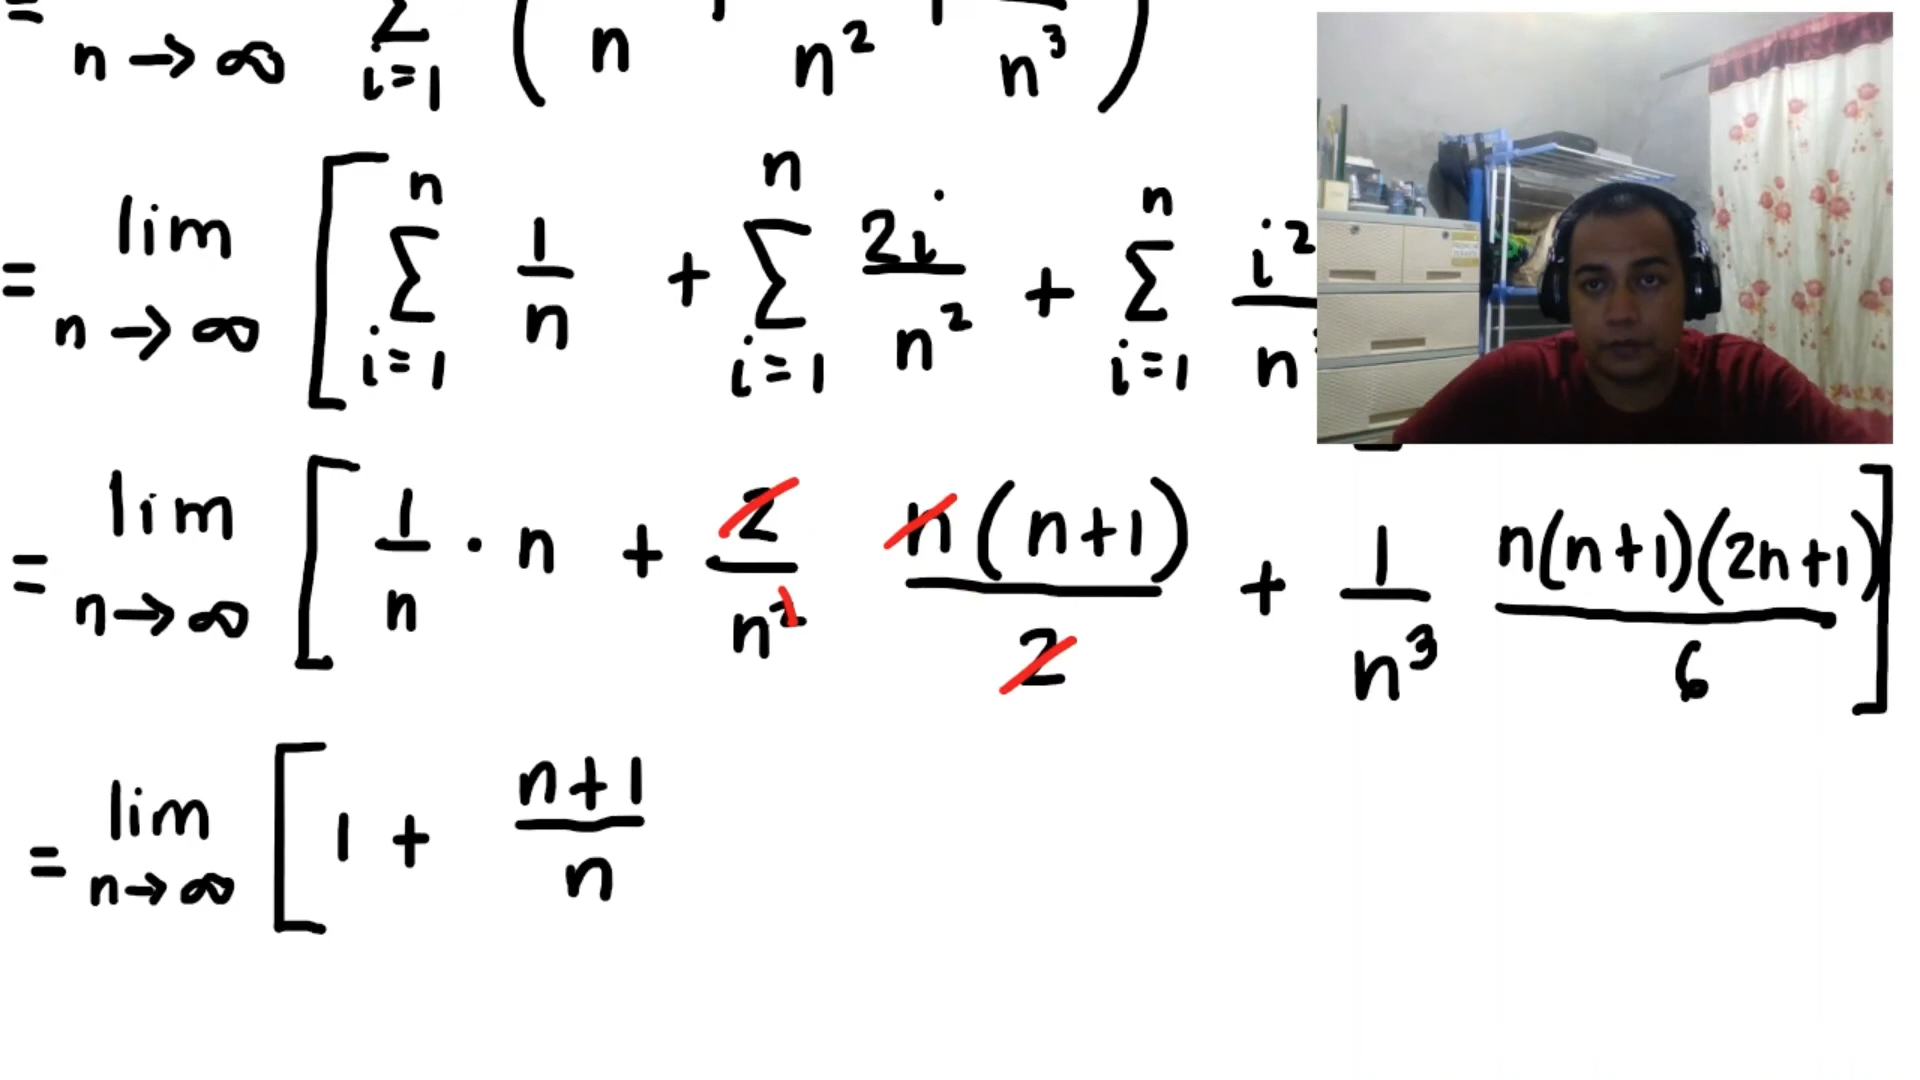 = n → ∞ Σ i=1 ( n + n² + n³ )
= lim n → ∞ [ Σ i=1 n 1/n + Σ i=1 n 2i/n² + Σ i=1 n i²/n
= lim n → ∞ [ 1/n · n + 2/n² n(n+1)/2 + 1/n³ n(n+1)(2n+1)/6 ]
= lim n → ∞ [ 1 + n+1/n